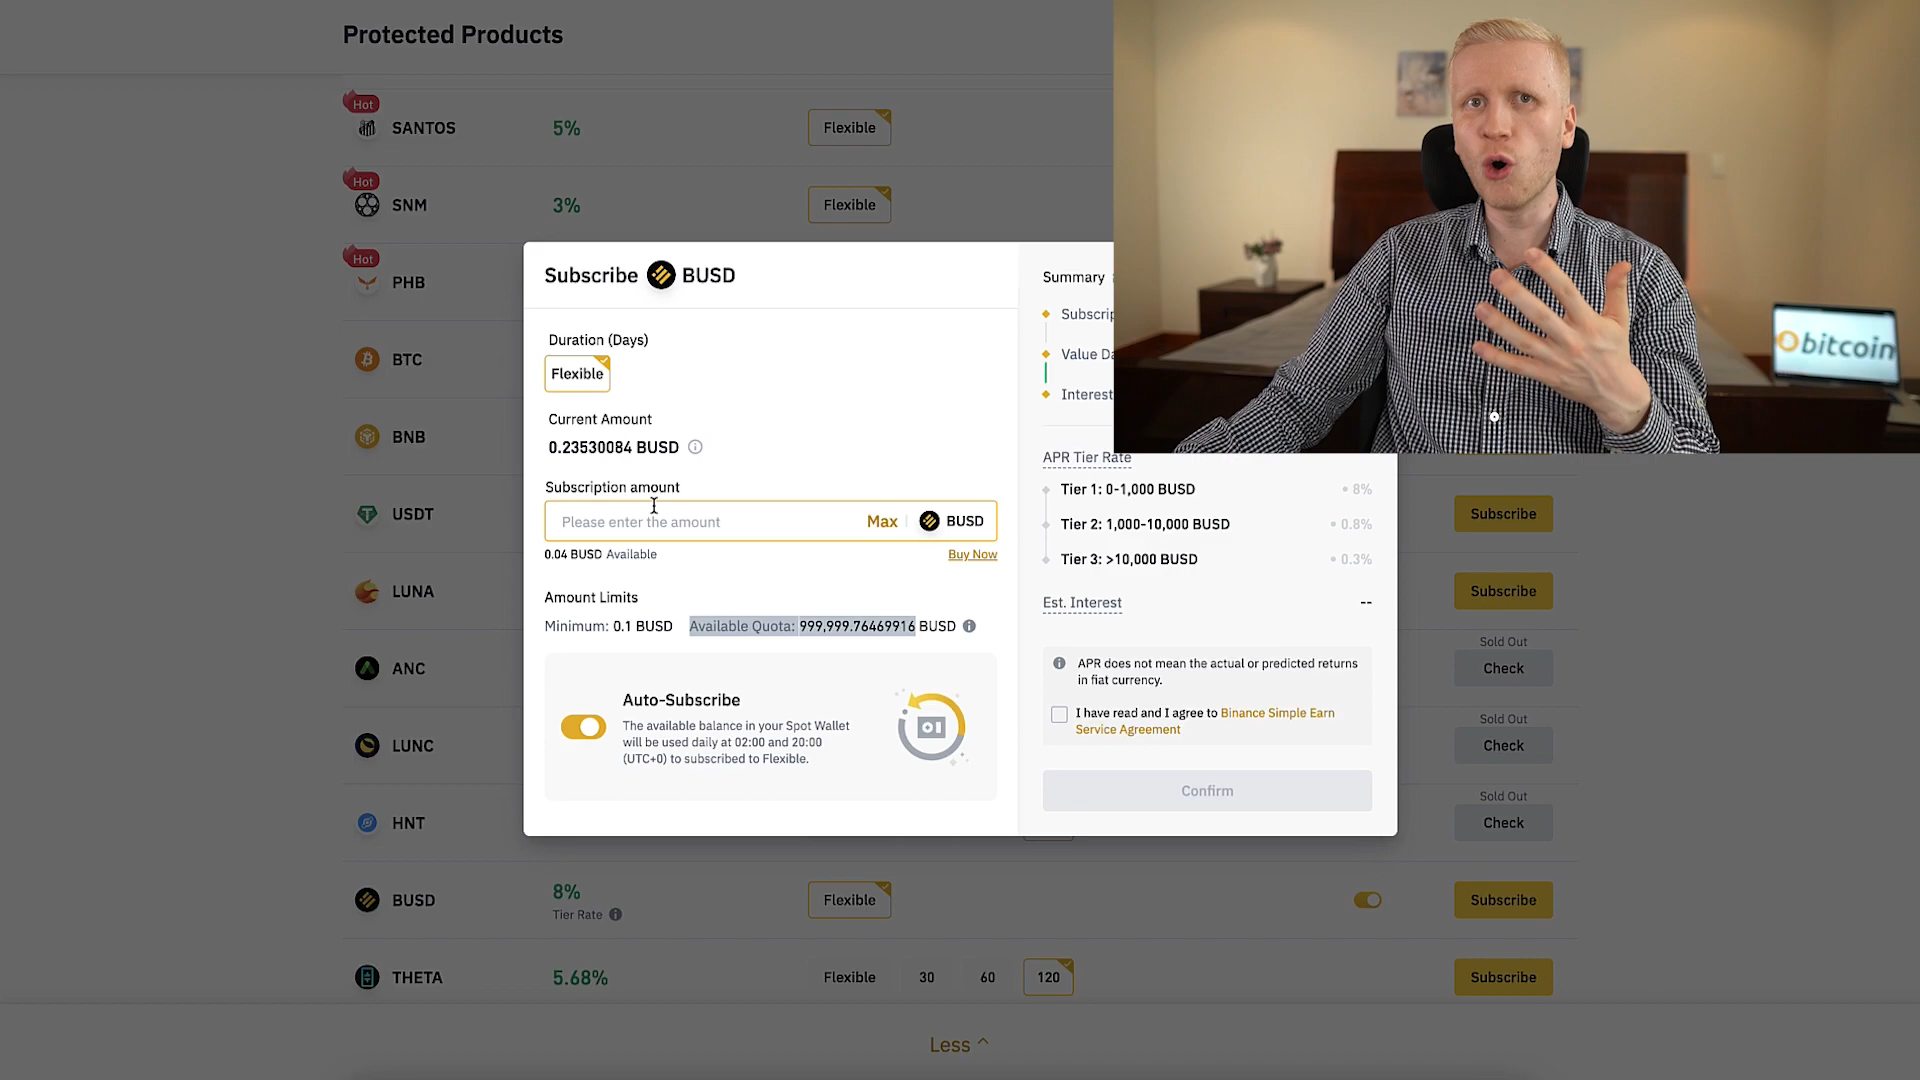 Protected Products
Hot
SANTOS 5% Flexible
Hot
SNM 3% Flexible
Hot
PHB
BTC
BNB
USDT Subscribe
LUNA Subscribe
Sold Out
ANC Check
Sold Out
LUNC Check
Sold Out
HNT Check
BUSD 8% Flexible Subscribe
Tier Rate
THETA 5.68% Flexible 30 60 120 Subscribe
Less
Subscribe BUSD
Duration (Days)
Flexible
Current Amount
0.23530084 BUSD
Subscription amount
Please enter the amount Max BUSD
0.04 BUSD Available Buy Now
Amount Limits
Minimum: 0.1 BUSD Available Quota: 999,999.76469916 BUSD
Auto-Subscribe
The available balance in your Spot Wallet
will be used daily at 02:00 and 20:00
(UTC+0) to subscribed to Flexible.
Summary
Subscrip
Value Da
Interest
APR Tier Rate
Tier 1: 0-1,000 BUSD 8%
Tier 2: 1,000-10,000 BUSD 0.8%
Tier 3: >10,000 BUSD 0.3%
Est. Interest --
APR does not mean the actual or predicted returns
in fiat currency.
I have read and I agree to Binance Simple Earn
Service Agreement
Confirm
bitcoin